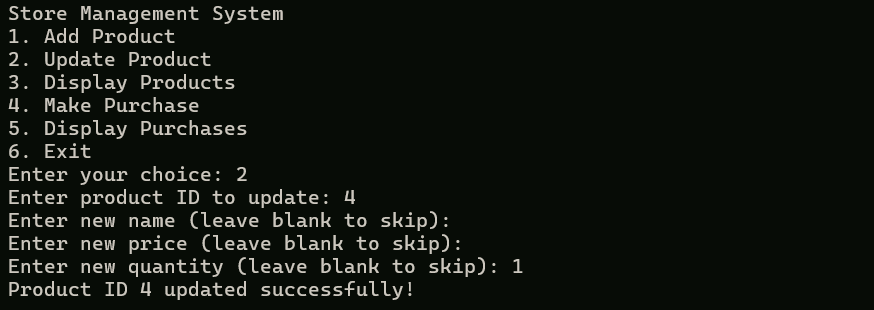 Store Management System
1. Add Product
2. Update Product
3. Display Products
4. Make Purchase
5. Display Purchases
6. Exit
Enter your choice: 2
Enter product ID to update: 4
Enter new name (leave blank to skip):
Enter new price (leave blank to skip):
Enter new quantity (leave blank to skip): 1
Product ID 4 updated successfully!